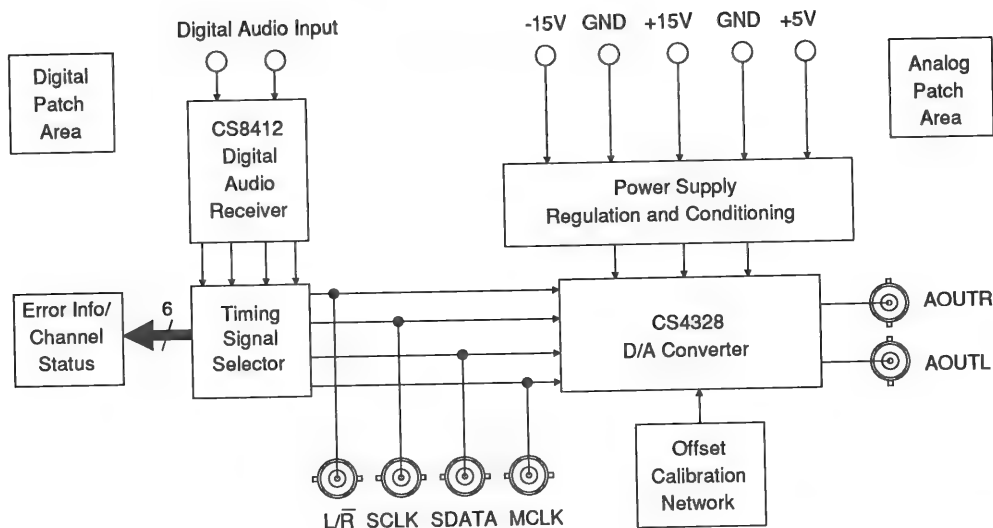 Digital Audio Input
-15V GND +15V GND +5V
Digital
Patch
Area
CS8412
Digital
Audio
Receiver
Analog
Patch
Area
Power Supply
Regulation and Conditioning
Error Info/
Channel
Status
6
Timing
Signal
Selector
CS4328
D/A Converter
AOUTR
AOUTL
Offset
Calibration
Network
L/R̅ SCLK SDATA MCLK